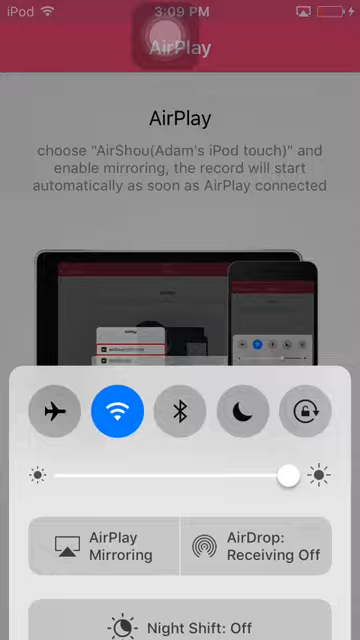 iPod 3:09 PM
AirPlay
AirPlay
choose "AirShou(Adam's iPod touch)" and
enable mirroring, the record will start
automatically as soon as AirPlay connected
AirPlay
Mirroring
AirDrop:
Receiving Off
Night Shift: Off